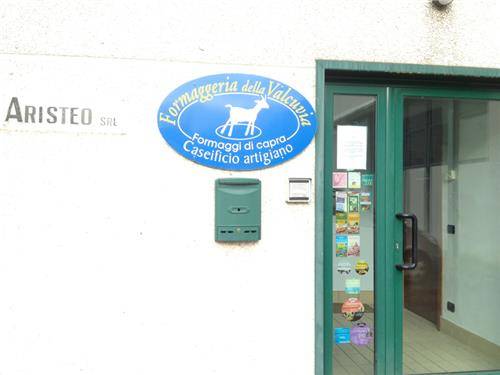 ARISTEO SRL
Formaggeria della Valcuvia
Formaggi di capra
Caseificio artigiano